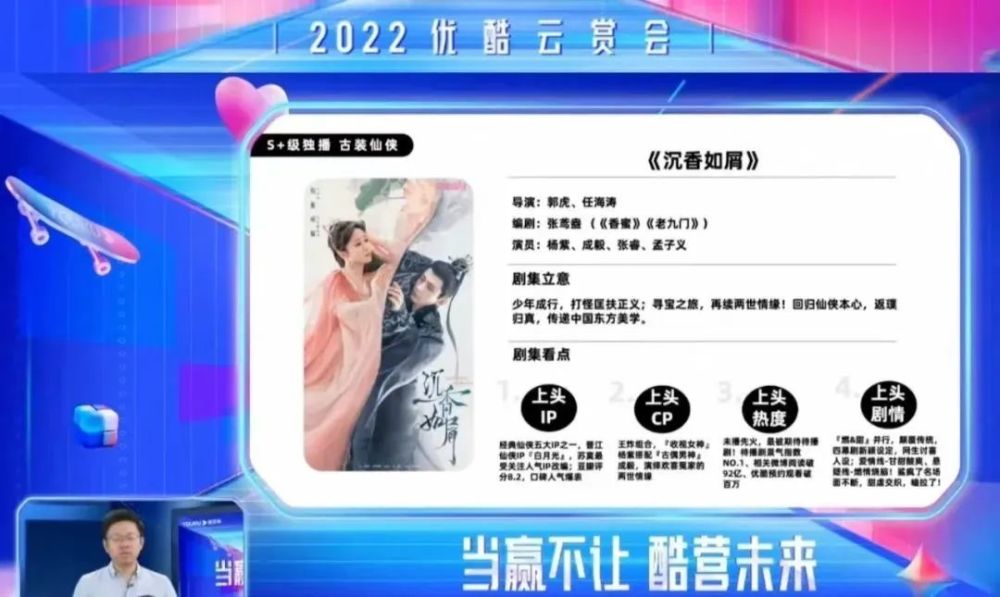 2022 优酷云赏会
S+级独播 古装仙侠
《沉香如屑》
导演：郭虎、任海涛
编剧：张鸢盎（《香蜜》《老九门》）
演员：杨紫、成毅、张睿、孟子义
剧集立意
少年成行，打怪匡扶正义；寻宝之旅，再续两世情缘！回归仙侠本心，返璞
归真，传递中国东方美学。
剧集看点
1.
上头
IP
经典仙侠五大IP之一，晋江
仙侠IP『白月光』，苏寞最
受关注人气IP改编；豆瓣评
分8.2，口碑人气爆表
2.
上头
CP
王炸组合，『收视女神』
杨紫搭配『古偶男神』
成毅，演绎欢喜冤家的
两世情缘
3.
上头
热度
未播先火，最被期待待播
剧！待播剧景气指数
NO.1、相关微博阅读破
92亿、优酷预约观看破
百万
4.
上头
剧情
『燃&甜』并行，颠覆传统，
四幕剧新颖设定，网生讨喜
人设；爱情线-甘甜酸爽、悬
疑线-燃情烧脑！鲨疯了名场
面不断，甜虐交织，嗑拉了！
沉香如屑
YOUKU
当赢
当赢不让 酷营未来